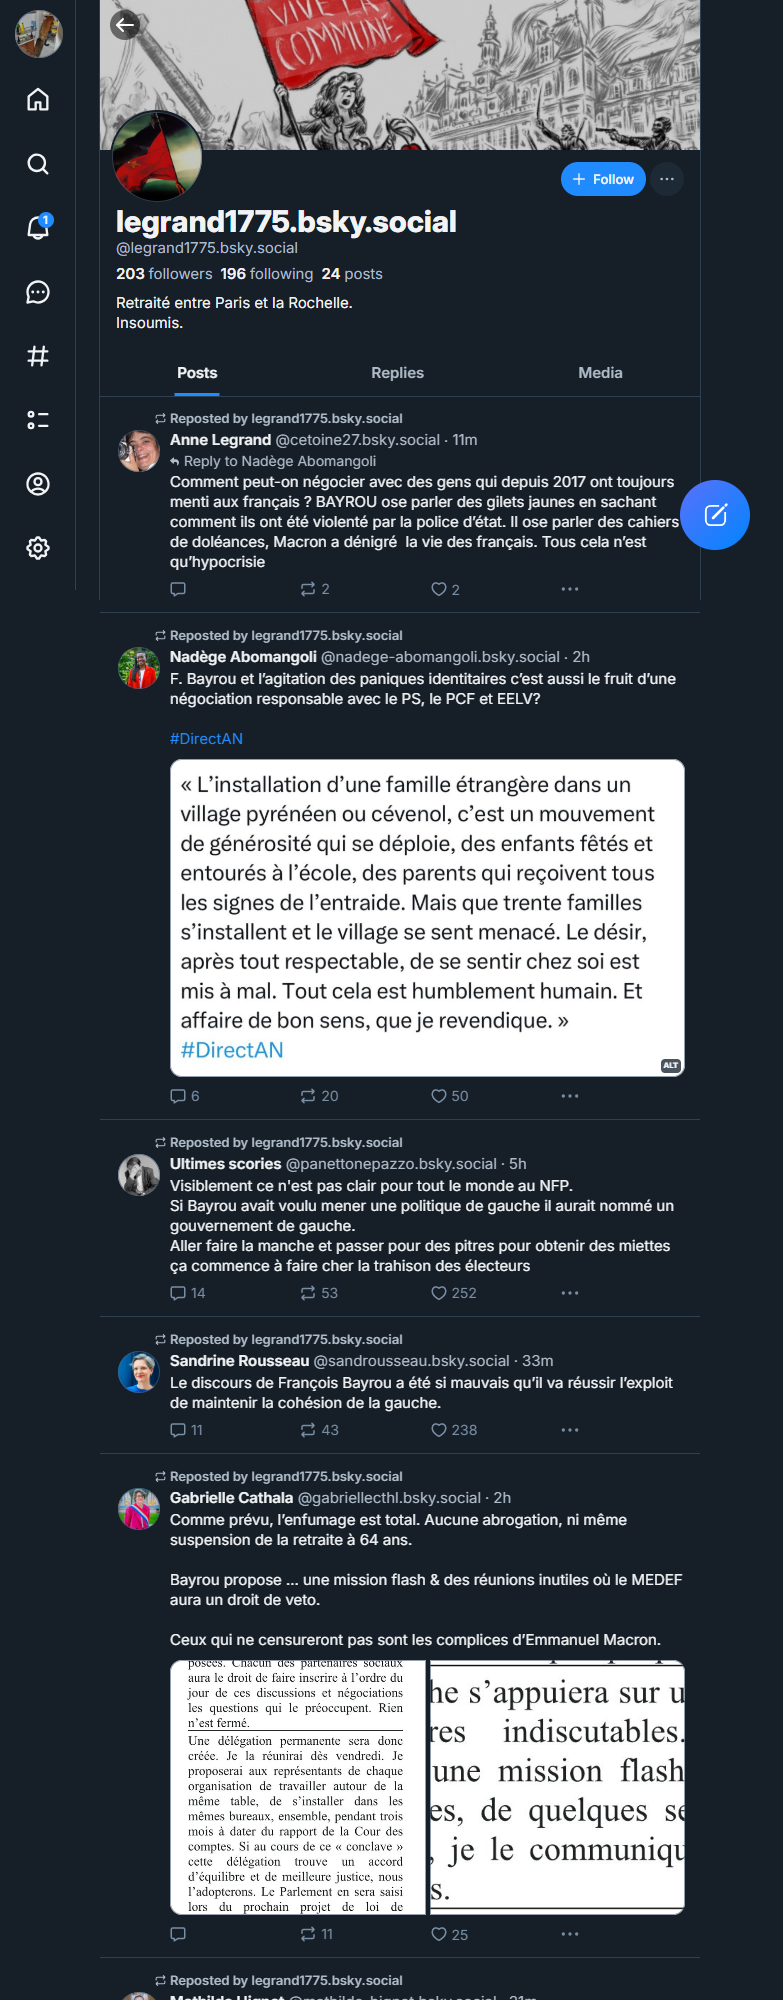 VIVE LA
COMMUNE
Follow
legrand1775.bsky.social
@legrand1775.bsky.social
203 followers 196 following 24 posts
Retraité entre Paris et la Rochelle.
Insoumis.
1
Posts Replies Media
Reposted by legrand1775.bsky.social
Anne Legrand @cetoine27.bsky.social · 11m
Reply to Nadège Abomangoli
Comment peut-on négocier avec des gens qui depuis 2017 ont toujours
menti aux français ? BAYROU ose parler des gilets jaunes en sachant
comment ils ont été violenté par la police d’état. Il ose parler des cahiers
de doléances, Macron a dénigré  la vie des français. Tous cela n’est
qu’hypocrisie
2 2
Reposted by legrand1775.bsky.social
Nadège Abomangoli @nadege-abomangoli.bsky.social · 2h
F. Bayrou et l’agitation des paniques identitaires c’est aussi le fruit d’une
négociation responsable avec le PS, le PCF et EELV?
#DirectAN
« L’installation d’une famille étrangère dans un
village pyrénéen ou cévenol, c’est un mouvement
de générosité qui se déploie, des enfants fêtés et
entourés à l’école, des parents qui reçoivent tous
les signes de l’entraide. Mais que trente familles
s’installent et le village se sent menacé. Le désir,
après tout respectable, de se sentir chez soi est
mis à mal. Tout cela est humblement humain. Et
affaire de bon sens, que je revendique. »
#DirectAN
ALT
6 20 50
Reposted by legrand1775.bsky.social
Ultimes scories @panettonepazzo.bsky.social · 5h
Visiblement ce n'est pas clair pour tout le monde au NFP.
Si Bayrou avait voulu mener une politique de gauche il aurait nommé un
gouvernement de gauche.
Aller faire la manche et passer pour des pitres pour obtenir des miettes
ça commence à faire cher la trahison des électeurs
14 53 252
Reposted by legrand1775.bsky.social
Sandrine Rousseau @sandrousseau.bsky.social · 33m
Le discours de François Bayrou a été si mauvais qu’il va réussir l’exploit
de maintenir la cohésion de la gauche.
11 43 238
Reposted by legrand1775.bsky.social
Gabrielle Cathala @gabriellecthl.bsky.social · 2h
Comme prévu, l’enfumage est total. Aucune abrogation, ni même
suspension de la retraite à 64 ans.
Bayrou propose ... une mission flash & des réunions inutiles où le MEDEF
aura un droit de veto.
Ceux qui ne censureront pas sont les complices d’Emmanuel Macron.
posées. Chacun des partenaires sociaux
aura le droit de faire inscrire à l’ordre du
jour de ces discussions et négociations
les questions qui le préoccupent. Rien
n’est fermé.
Une délégation permanente sera donc
créée. Je la réunirai dès vendredi. Je
proposerai aux représentants de chaque
organisation de travailler autour de la
même table, de s’installer dans les
mêmes bureaux, ensemble, pendant trois
mois à dater du rapport de la Cour des
comptes. Si au cours de ce « conclave »
cette délégation trouve un accord
d’équilibre et de meilleure justice, nous
l’adopterons. Le Parlement en sera saisi
lors du prochain projet de loi de
he s’appuiera sur u
res indiscutables.
une mission flash
es, de quelques se
, je le communiqu
s.
11 25
Reposted by legrand1775.bsky.social
Mathilde Hignet @mathilde-hignet.bsky.social · 21m